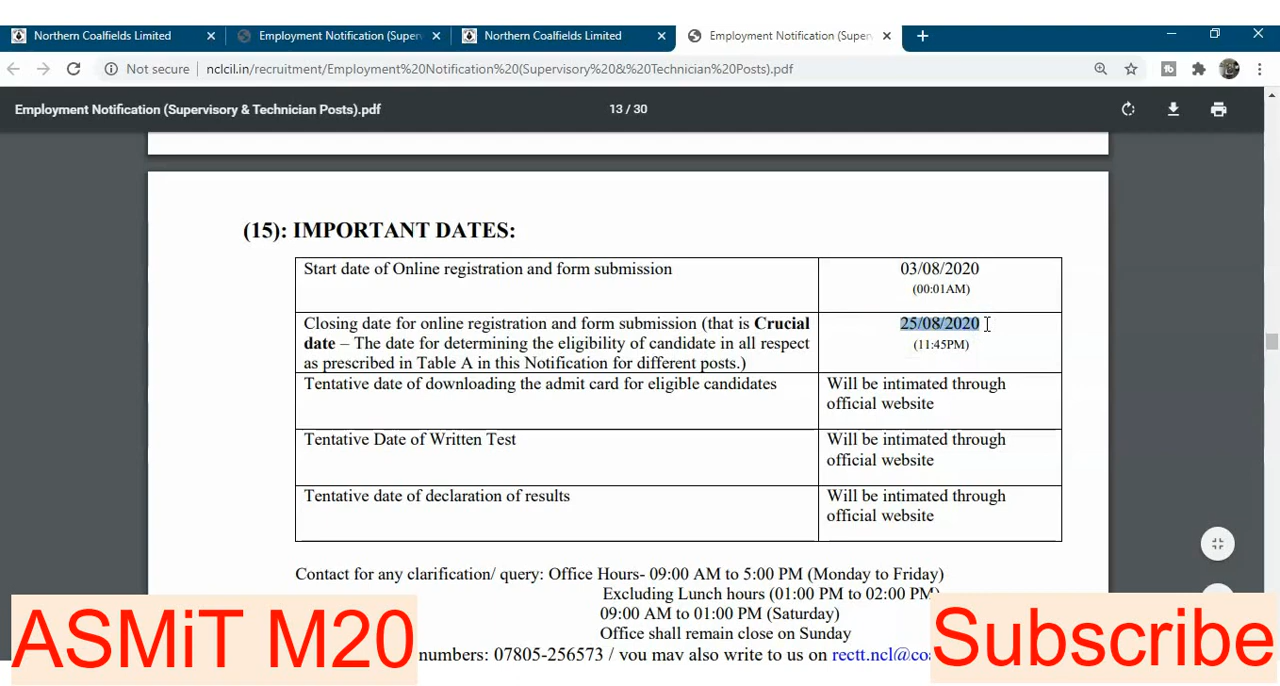 Northern Coalfields Limited
Employment Notification (Super
Northern Coalfields Limited
Employment Notification (Super
Not secure
nclcil.in/recruitment/Employment%20Notification%20(Supervisory%20&%20Technician%20Posts).pdf
Employment Notification (Supervisory & Technician Posts).pdf
13 / 30
(15): IMPORTANT DATES:
Start date of Online registration and form submission
03/08/2020
(00:01AM)
Closing date for online registration and form submission (that is Crucial
date – The date for determining the eligibility of candidate in all respect
as prescribed in Table A in this Notification for different posts.)
25/08/2020
(11:45PM)
Tentative date of downloading the admit card for eligible candidates
Will be intimated through
official website
Tentative Date of Written Test
Will be intimated through
official website
Tentative date of declaration of results
Will be intimated through
official website
Contact for any clarification/ query: Office Hours- 09:00 AM to 5:00 PM (Monday to Friday)
Excluding Lunch hours (01:00 PM to 02:00 PM)
09:00 AM to 01:00 PM (Saturday)
Office shall remain close on Sunday
numbers: 07805-256573 / you may also write to us on rectt.ncl@co
ASMiT M20
Subscribe